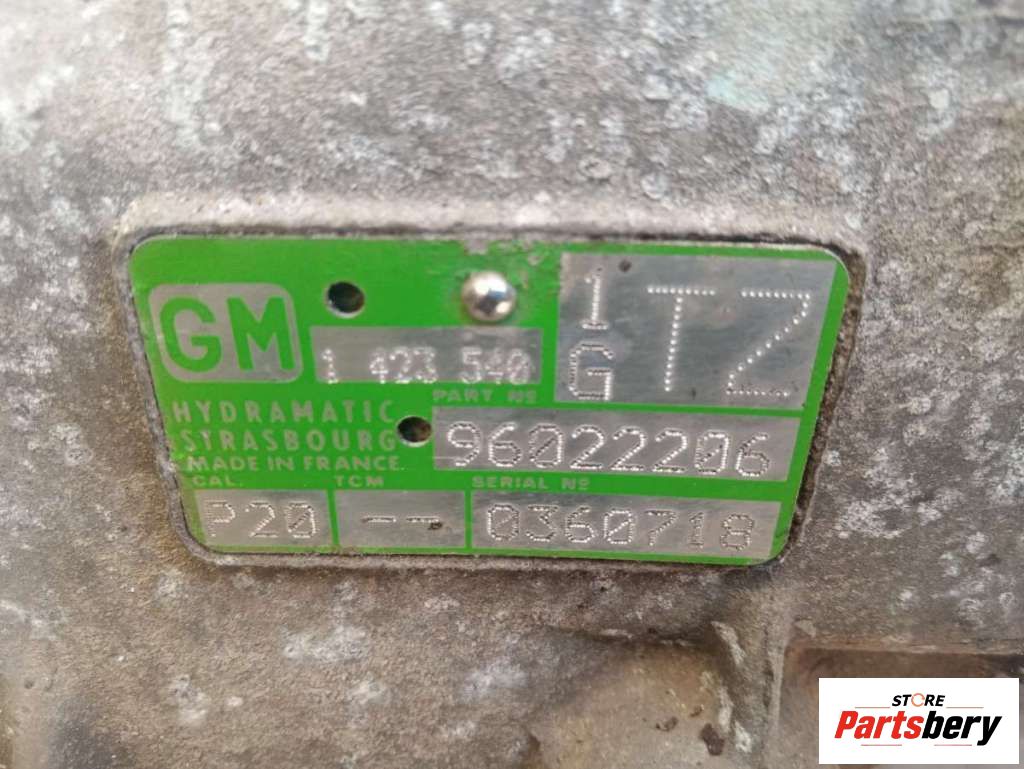 GM
1 423 540
1
G
TZ
PART Nº
96022206
HYDRAMATIC
STRASBOURG
MADE IN FRANCE
CAL. TCM SERIAL Nº
P20 -- 0360718
STORE
Partsbery